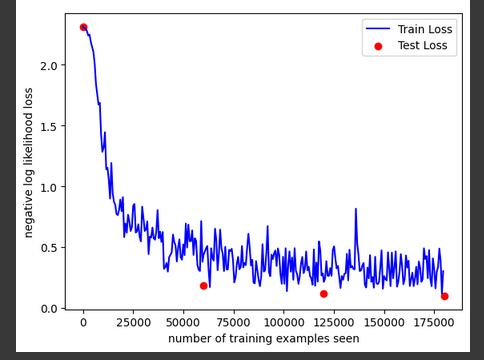 Train Loss
Test Loss
negative log likelihood loss
2.0
1.5
1.0
0.5
0.0
0 25000 50000 75000 100000 125000 150000 175000
number of training examples seen